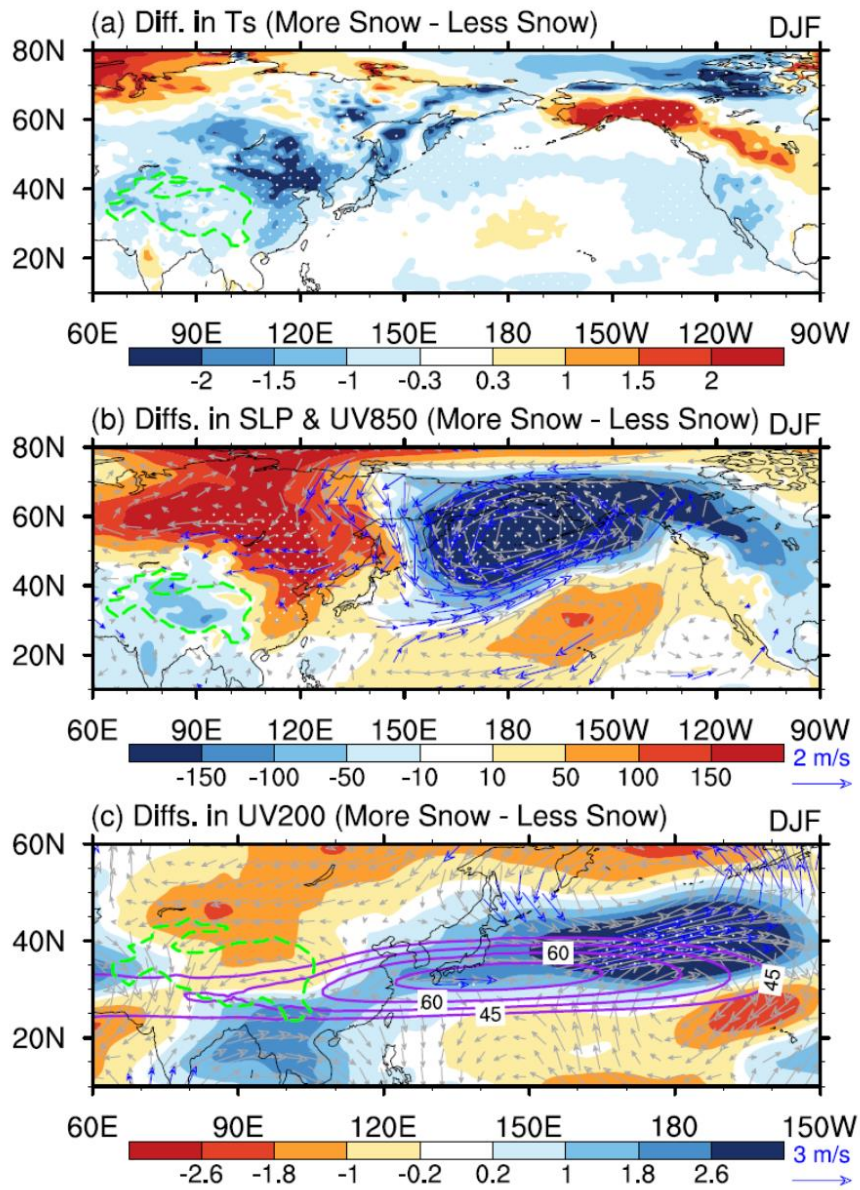 (a) Diff. in Ts (More Snow - Less Snow) DJF
80N
60N
40N
20N
60E 90E 120E 150E 180 150W 120W 90W
-2 -1.5 -1 -0.3 0.3 1 1.5 2
(b) Diffs. in SLP & UV850 (More Snow - Less Snow) DJF
80N
60N
40N
20N
60E 90E 120E 150E 180 150W 120W 90W
-150 -100 -50 -10 10 50 100 150 2 m/s
(c) Diffs. in UV200 (More Snow - Less Snow) DJF
60N
40N
60
45
60
45
20N
60E 90E 120E 150E 180 150W
-2.6 -1.8 -1 -0.2 0.2 1 1.8 2.6 3 m/s